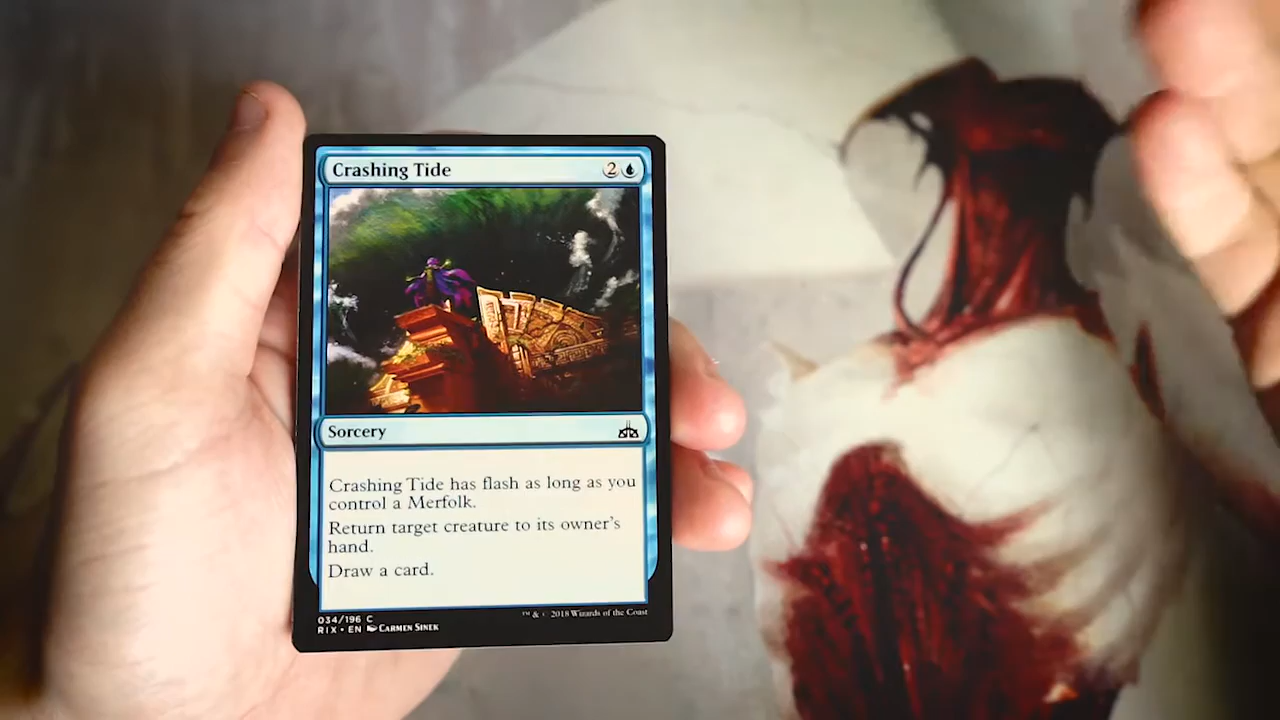 Crashing Tide 2
Sorcery
Crashing Tide has flash as long as you
control a Merfolk.
Return target creature to its owner's
hand.
Draw a card.
034/196 C
RIX • EN CARMEN SINEK
™ & © 2018 Wizards of the Coast